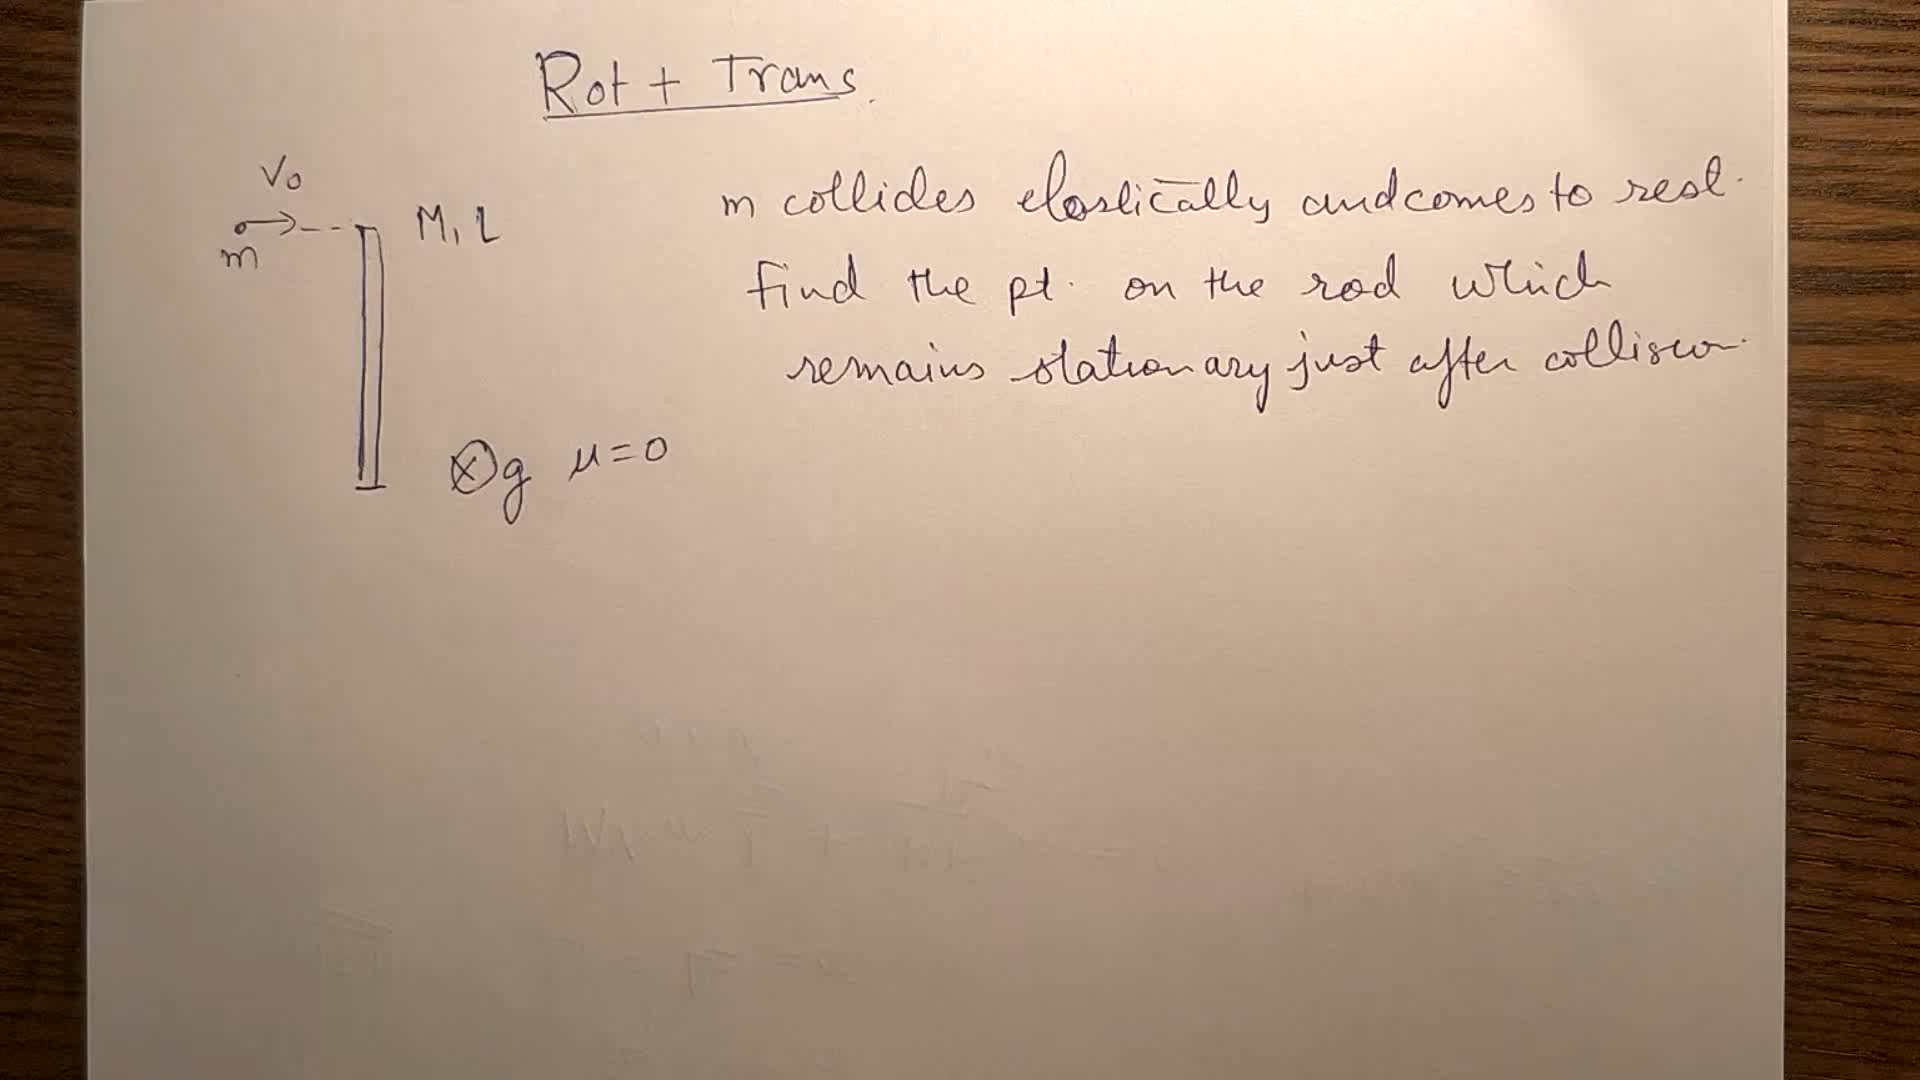 Rot + Trans.
V₀
m
M, L
m collides elastically and comes to rest.
find the pt. on the rod which
remains stationary just after collision.
⊗g μ=0